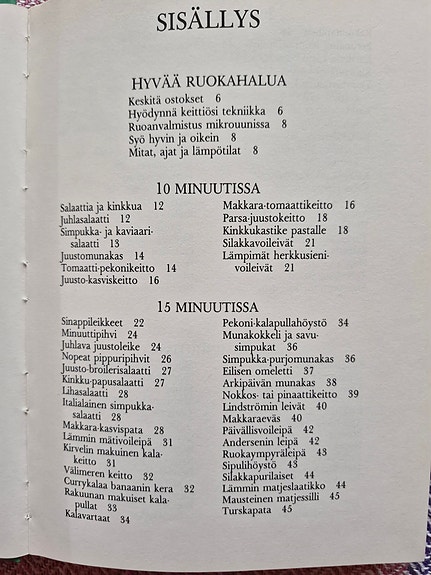 SISÄLLYS
HYVÄÄ RUOKAHALUA
Keskitä ostokset 6
Hyödynnä keittiösi tekniikka 6
Ruoanvalmistus mikrouunissa 8
Syö hyvin ja oikein 8
Mitat, ajat ja lämpötilat 8
10 MINUUTISSA
Salaattia ja kinkkua 12
Juhlasalaatti 12
Simpukka- ja kaviaari-
salaatti 13
Juustomunakas 14
Tomaatti-pekonikeitto 14
Juusto-kasviskeitto 16
Makkara-tomaattikeitto 16
Parsa-juustokeitto 18
Kinkkukastike pastalle 18
Silakkavoileivät 21
Lämpimät herkkusieni-
voileivät 21
15 MINUUTISSA
Sinappileikkeet 22
Minuuttipihvi 24
Juhlava juustoleike 24
Nopeat pippuripihvit 26
Juusto-broilerisalaatti 27
Kinkku-papusalaatti 27
Lihasalaatti 28
Italialainen simpukka-
salaatti 28
Makkara-kasvispata 28
Lämmin mätivoileipä 31
Kirvelin makuinen kala-
keitto 31
Välimeren keitto 32
Currykalaa banaanin kera 32
Rakuunan makuiset kala-
pullat 33
Kalavartaat 34
Pekoni-kalapullahöystö 34
Munakokkeli ja savu-
simpukat 36
Simpukka-purjomunakas 36
Eilisen omeletti 37
Arkipäivän munakas 38
Nokkos- tai pinaattikeitto 39
Lindströmin leivät 40
Makkaraeväs 40
Päivällisvoileipä 42
Andersenin leipä 42
Ruokaympyräleipä 43
Sipulihöystö 43
Silakkapurilaiset 44
Lämmin matjeslaatikko 44
Mausteinen matjessilli 45
Turskapata 45